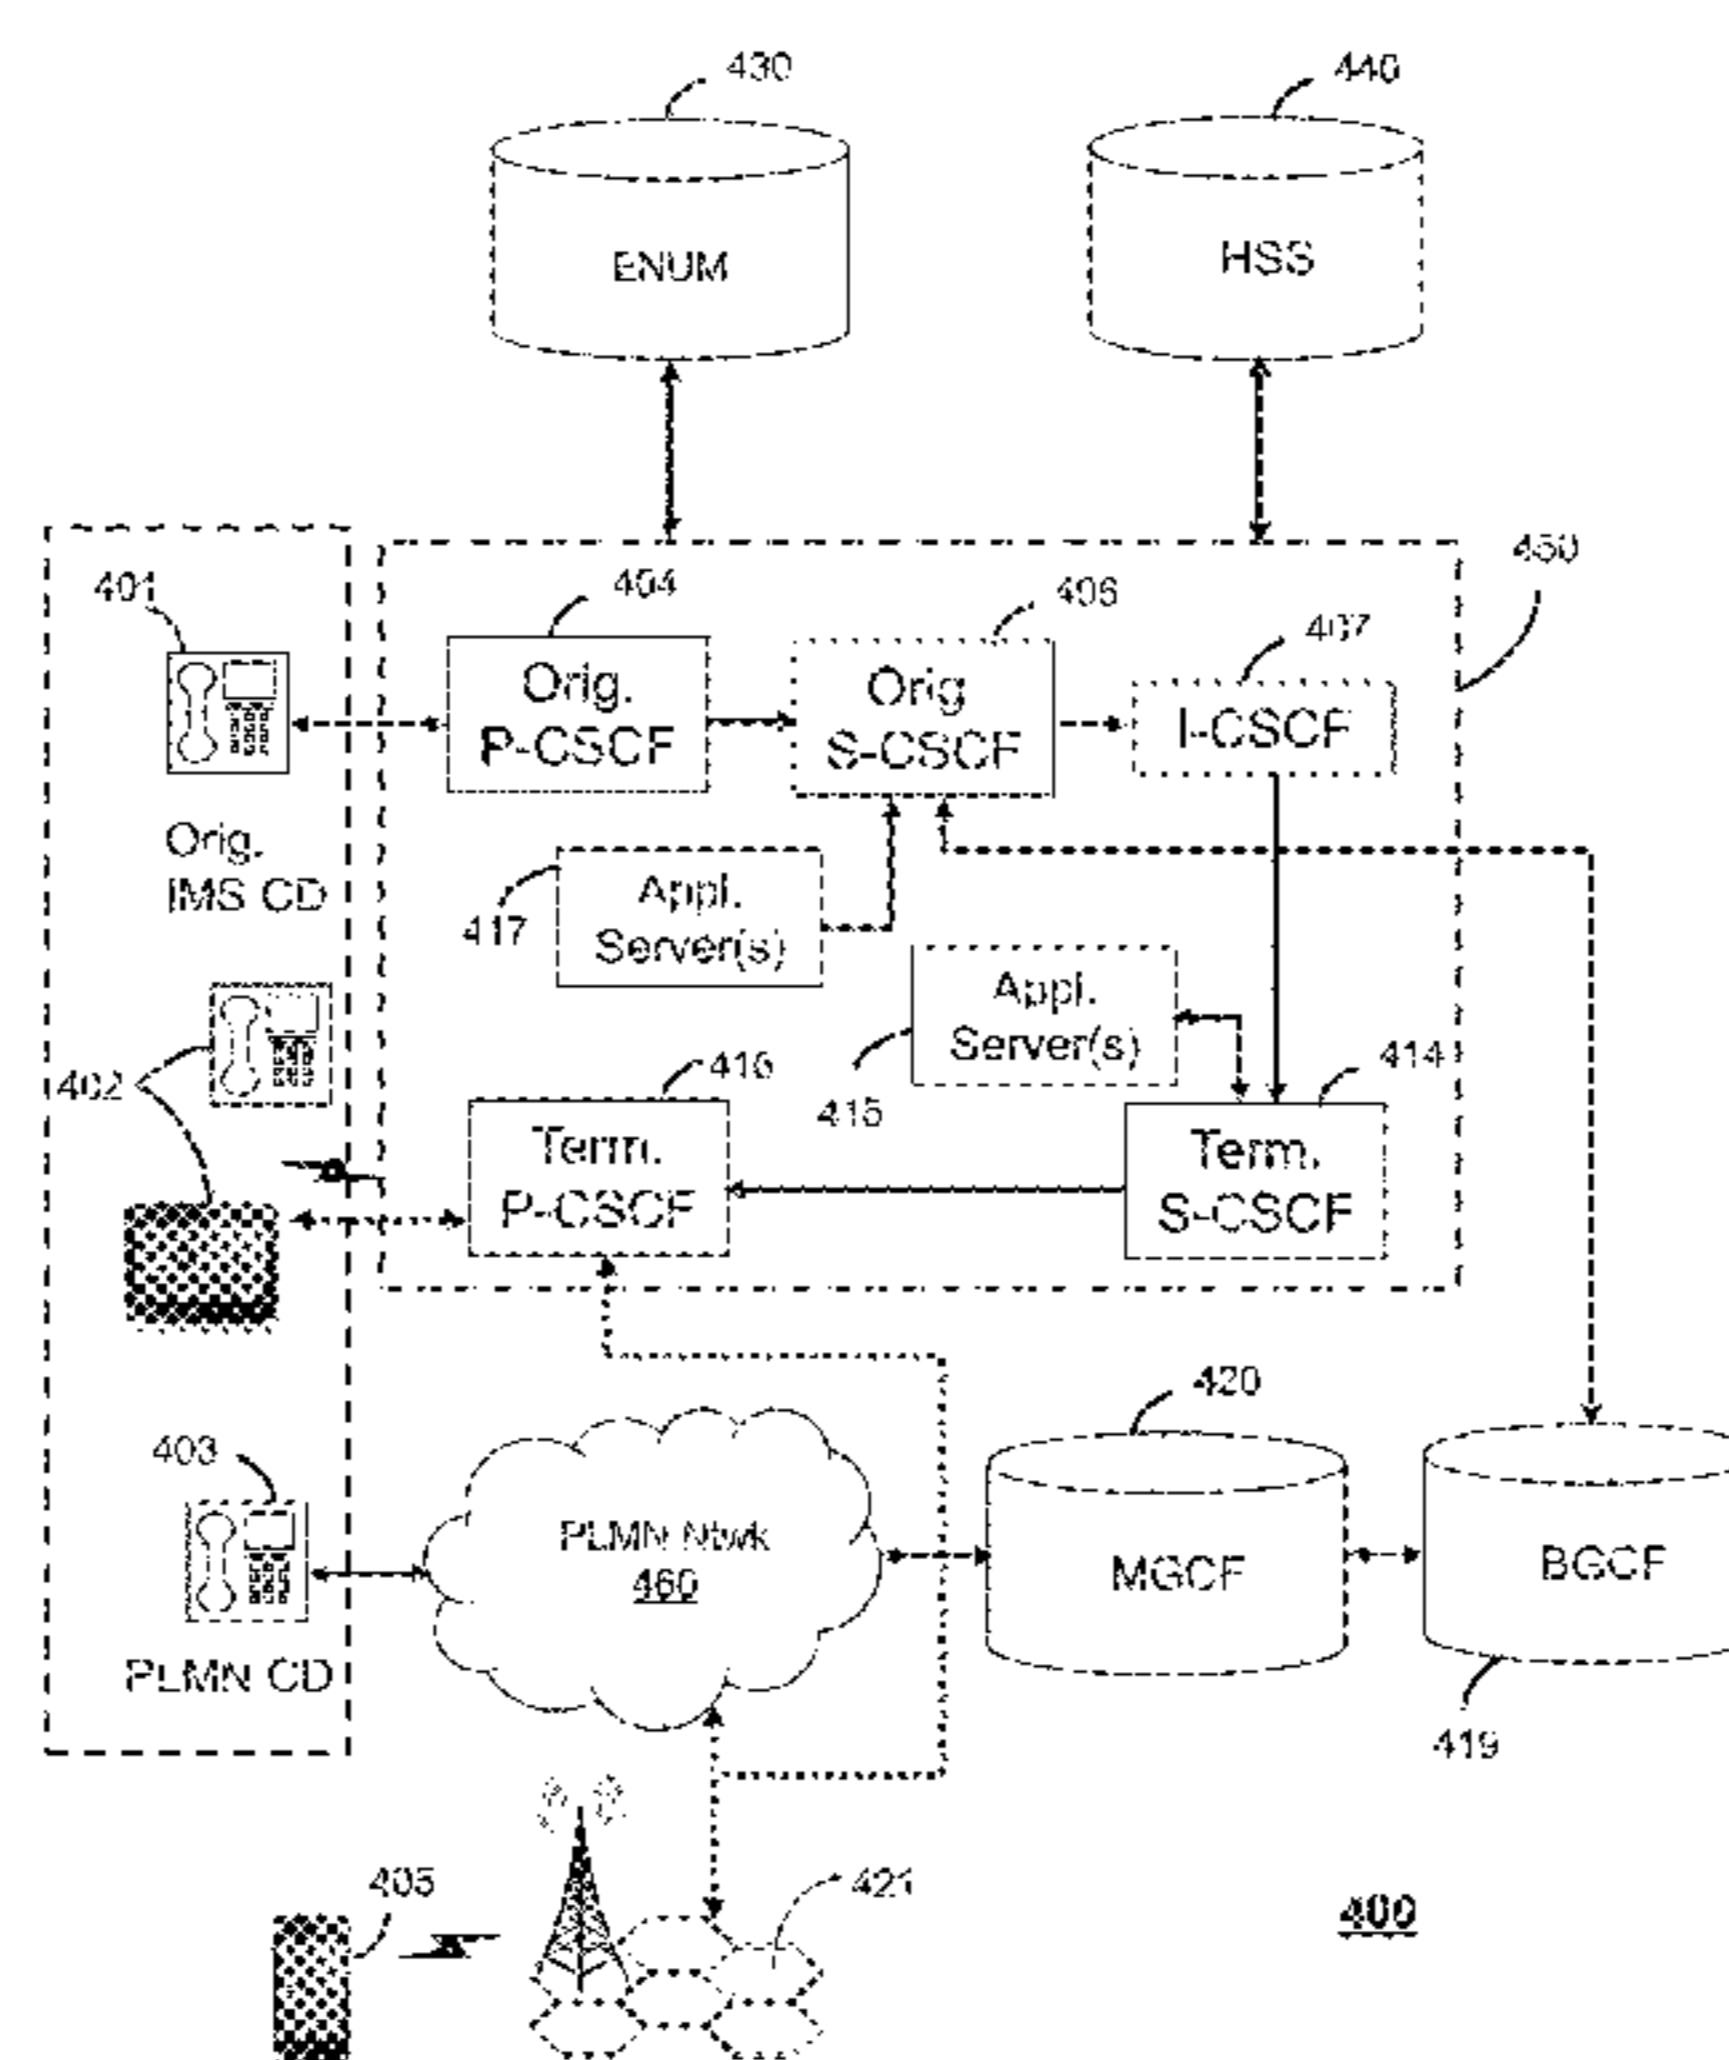 430
440
ENUM
HSS
450
401
404
406
407
Orig.
P-CSCF
Orig
S-CSCF
I-CSCF
Orig.
IMS CD
417
Appl.
Server(s)
Appl.
Server(s)
402
416
415
414
Term.
P-CSCF
Term.
S-CSCF
420
403
PLMN Ntwk
460
MGCF
BGCF
PLMN CD
419
405
421
400